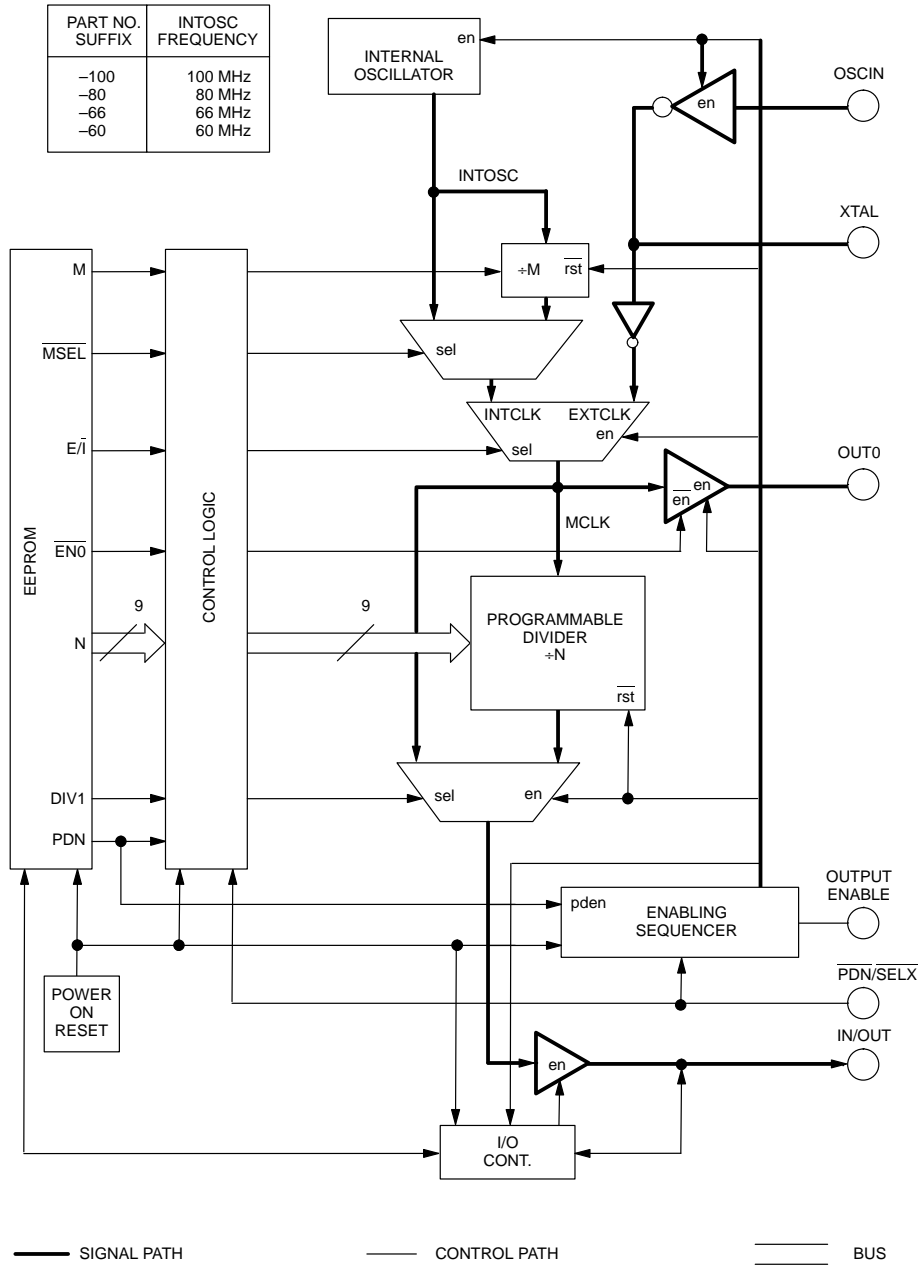 PART NO.
SUFFIX
INTOSC
FREQUENCY
–100 100 MHz
–80 80 MHz
–66 66 MHz
–60 60 MHz
INTERNAL
OSCILLATOR
en
en
OSCIN
INTOSC
XTAL
M
÷M
rst
MSEL
sel
INTCLK EXTCLK
E/I
sel
en
OUT0
en
en
MCLK
EEPROM
CONTROL LOGIC
EN0
9
9
N
PROGRAMMABLE
DIVIDER
÷N
rst
DIV1
sel
en
PDN
pden
ENABLING
SEQUENCER
OUTPUT
ENABLE
PDN/SELX
POWER
ON
RESET
IN/OUT
en
I/O
CONT.
SIGNAL PATH
CONTROL PATH
BUS